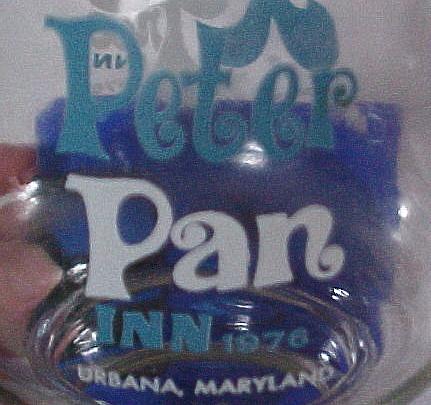 Peter
Pan
INN 1976
URBANA, MARYLAND